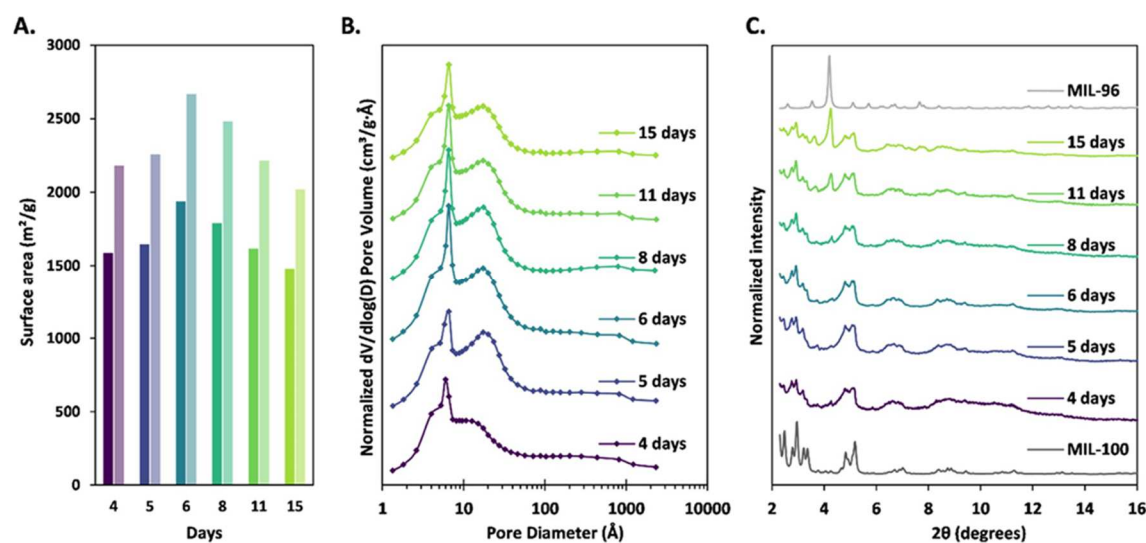 A.
3000
2500
2000
1500
1000
500
0
Surface area (m²/g)
4 5 6 8 11 15
Days
B.
Normalized dV/dlog(D) Pore Volume (cm³/g·Å)
15 days
11 days
8 days
6 days
5 days
4 days
1 10 100 1000 10000
Pore Diameter (Å)
C.
Normalized intensity
MIL-96
15 days
11 days
8 days
6 days
5 days
4 days
MIL-100
2 4 6 8 10 12 14 16
2θ (degrees)